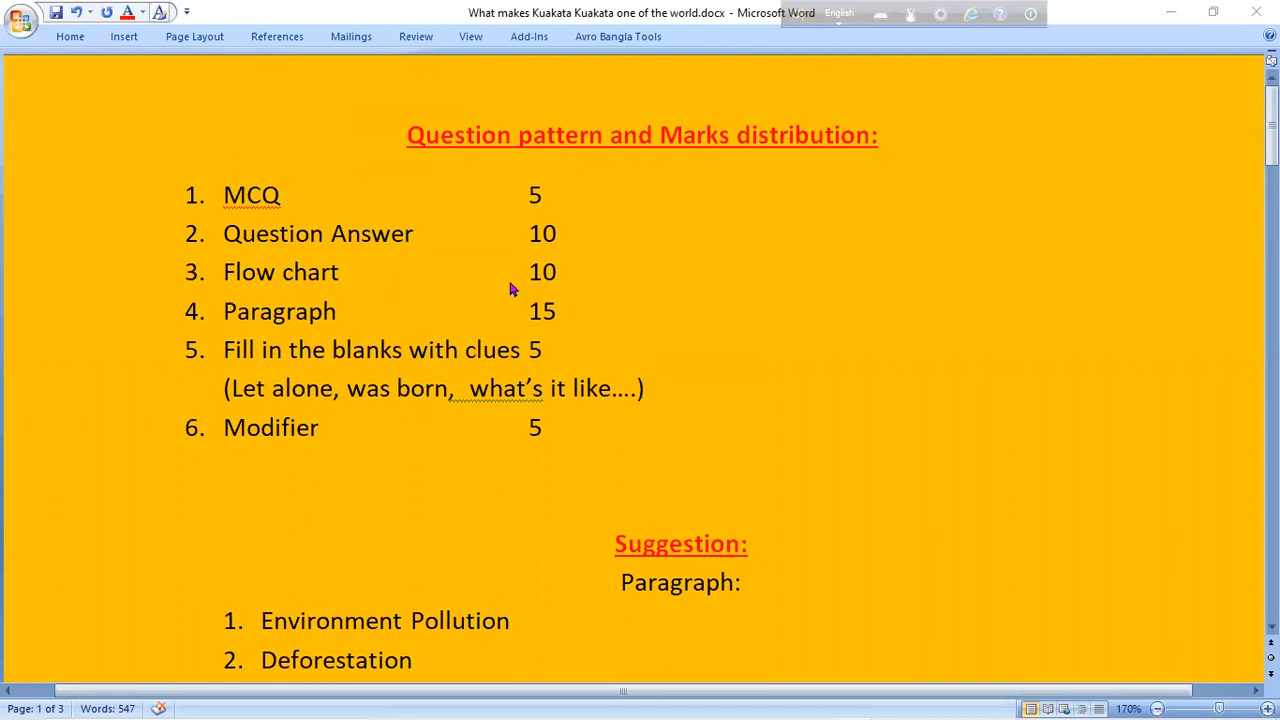 What makes Kuakata Kuakata one of the world.docx - Microsoft Word
English
Home Insert Page Layout References Mailings Review View Add-Ins Avro Bangla Tools
Question pattern and Marks distribution:
1. MCQ 5
2. Question Answer 10
3. Flow chart 10
4. Paragraph 15
5. Fill in the blanks with clues 5
(Let alone, was born, what’s it like....)
6. Modifier 5
Suggestion:
Paragraph:
1. Environment Pollution
2. Deforestation
Page: 1 of 3 Words: 547 170%